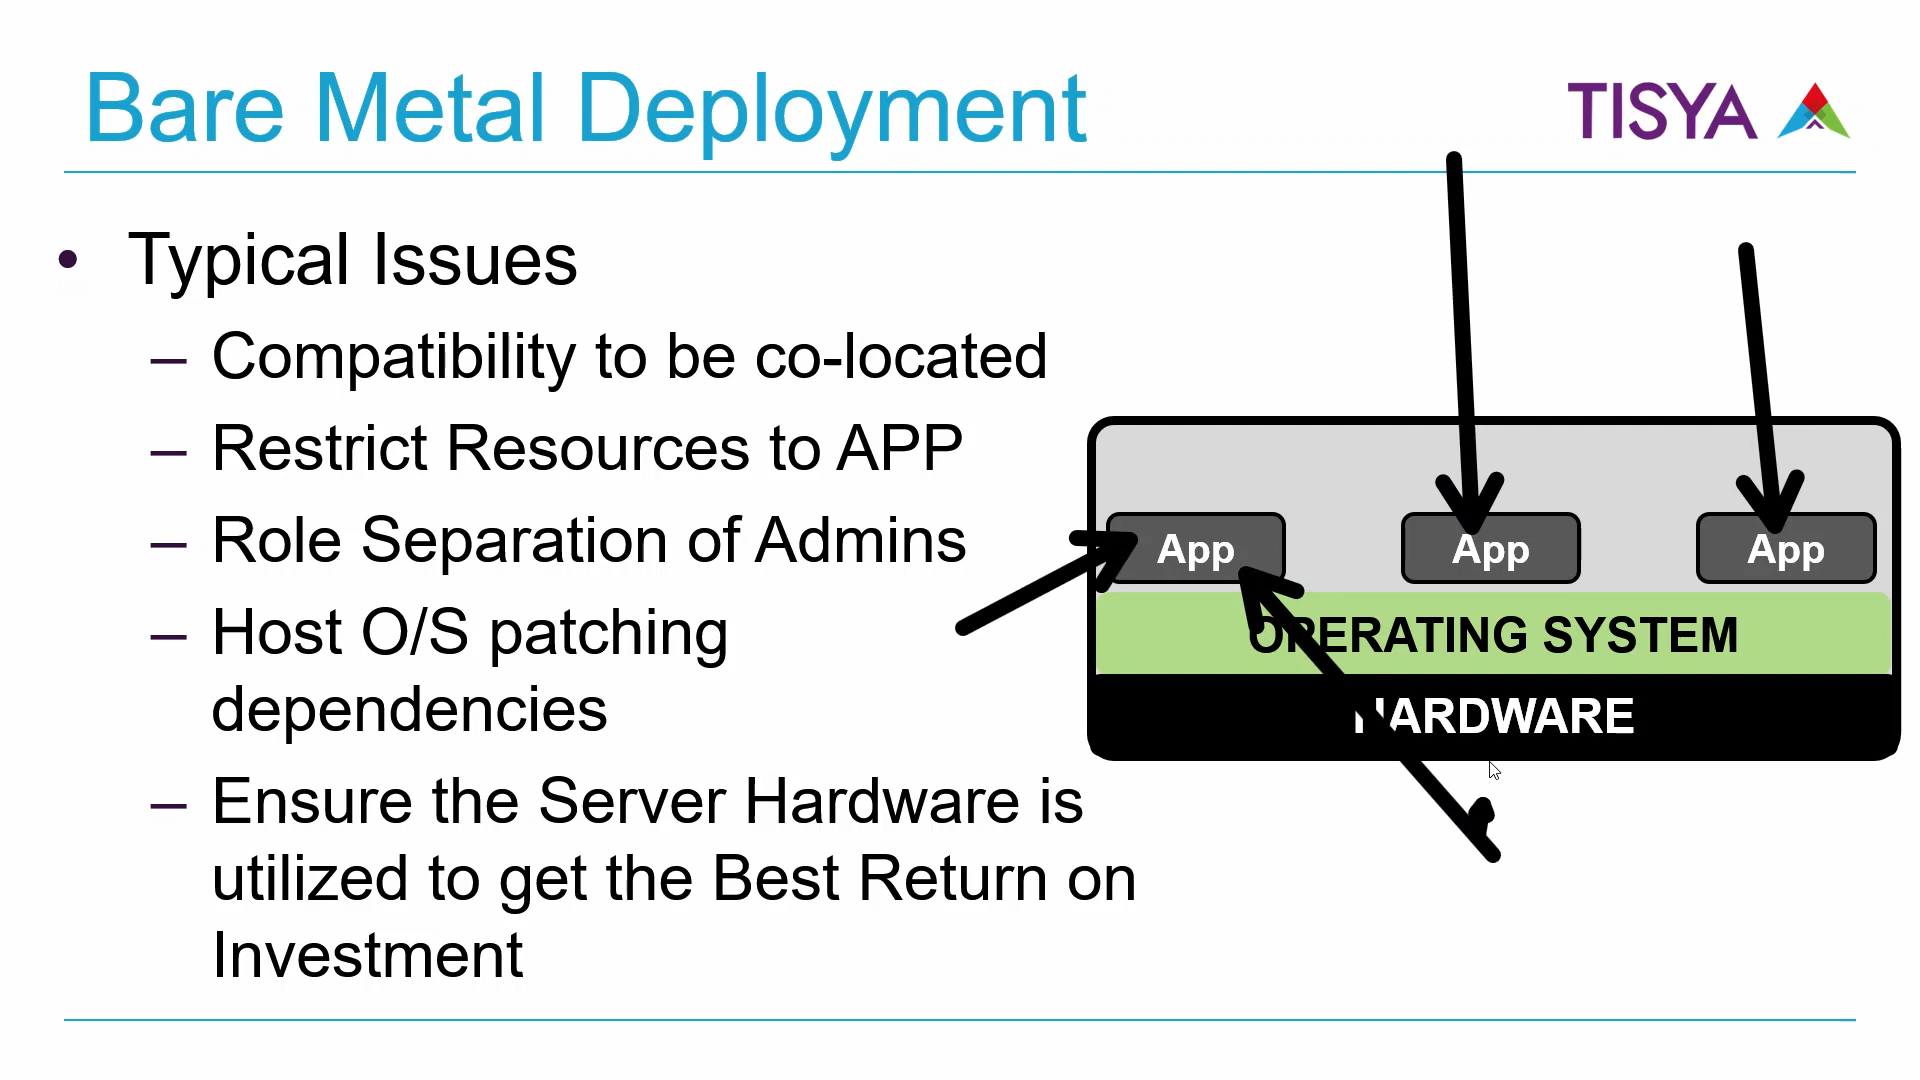 Bare Metal Deployment
TISYA
• Typical Issues
– Compatibility to be co-located
– Restrict Resources to APP
– Role Separation of Admins
– Host O/S patching
dependencies
– Ensure the Server Hardware is
utilized to get the Best Return on
Investment
App App App
OPERATING SYSTEM
HARDWARE